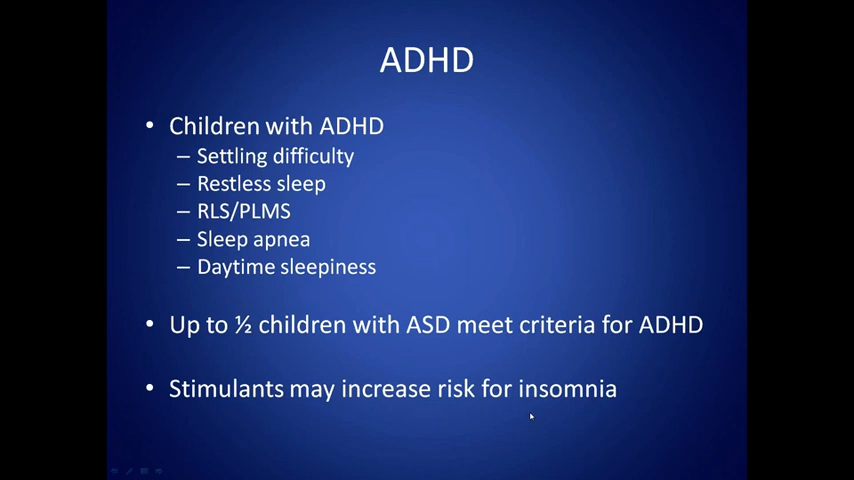 ADHD
• Children with ADHD
– Settling difficulty
– Restless sleep
– RLS/PLMS
– Sleep apnea
– Daytime sleepiness
• Up to ½ children with ASD meet criteria for ADHD
• Stimulants may increase risk for insomnia